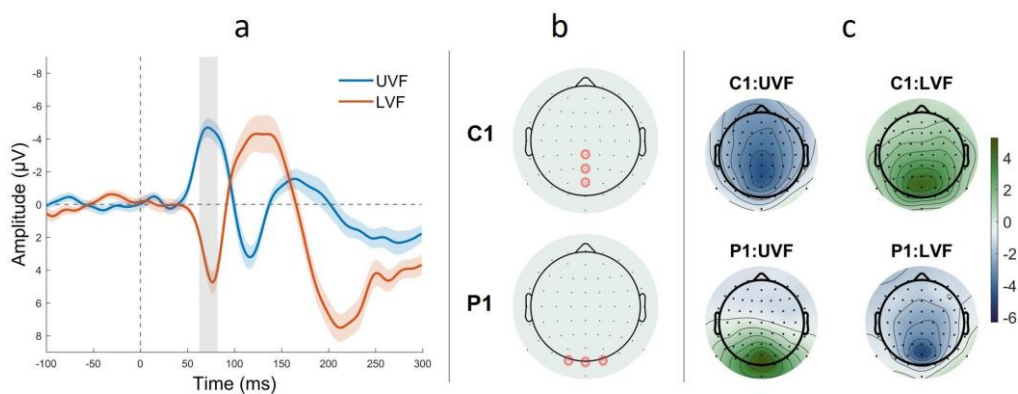 a
b
c
UVF
LVF
-8
-6
-4
-2
0
2
4
6
8
Amplitude (µV)
-100
-50
0
50
100
150
200
250
300
Time (ms)
C1
P1
C1:UVF
C1:LVF
P1:UVF
P1:LVF
4
2
0
-2
-4
-6